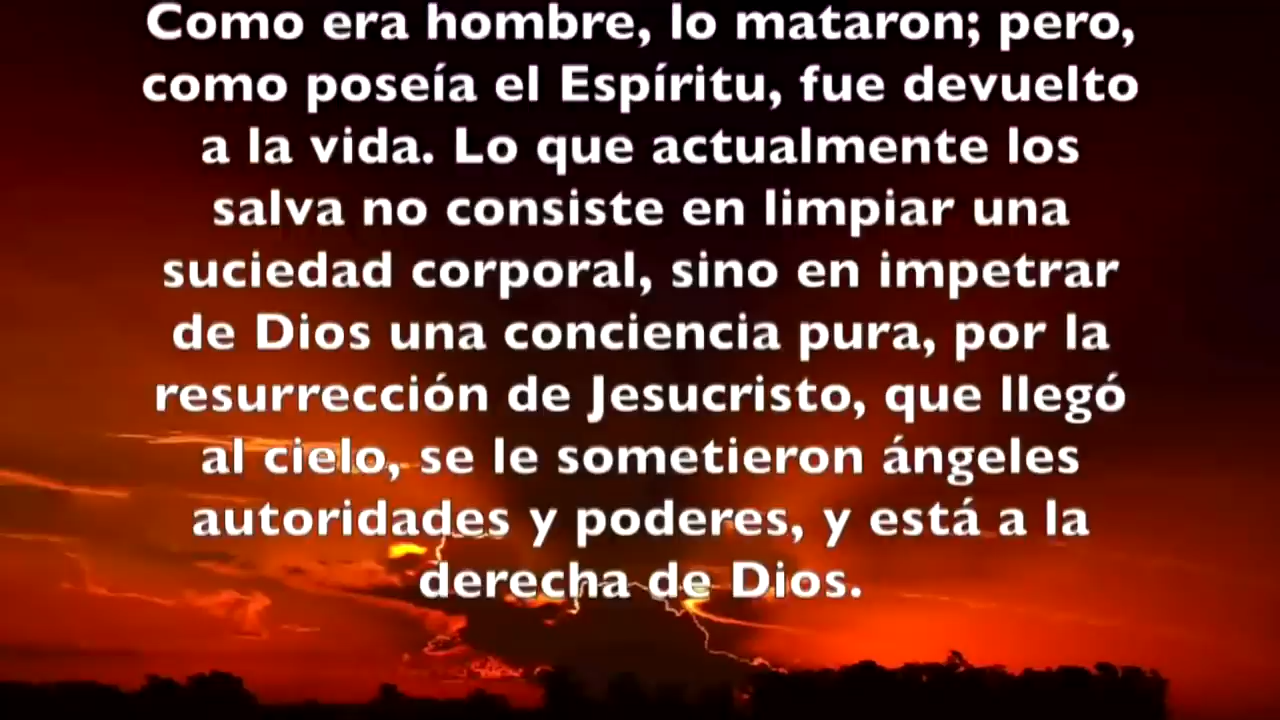 Como era hombre, lo mataron; pero,
como poseía el Espíritu, fue devuelto
a la vida. Lo que actualmente los
salva no consiste en limpiar una
suciedad corporal, sino en impetrar
de Dios una conciencia pura, por la
resurrección de Jesucristo, que llegó
al cielo, se le sometieron ángeles
autoridades y poderes, y está a la
derecha de Dios.